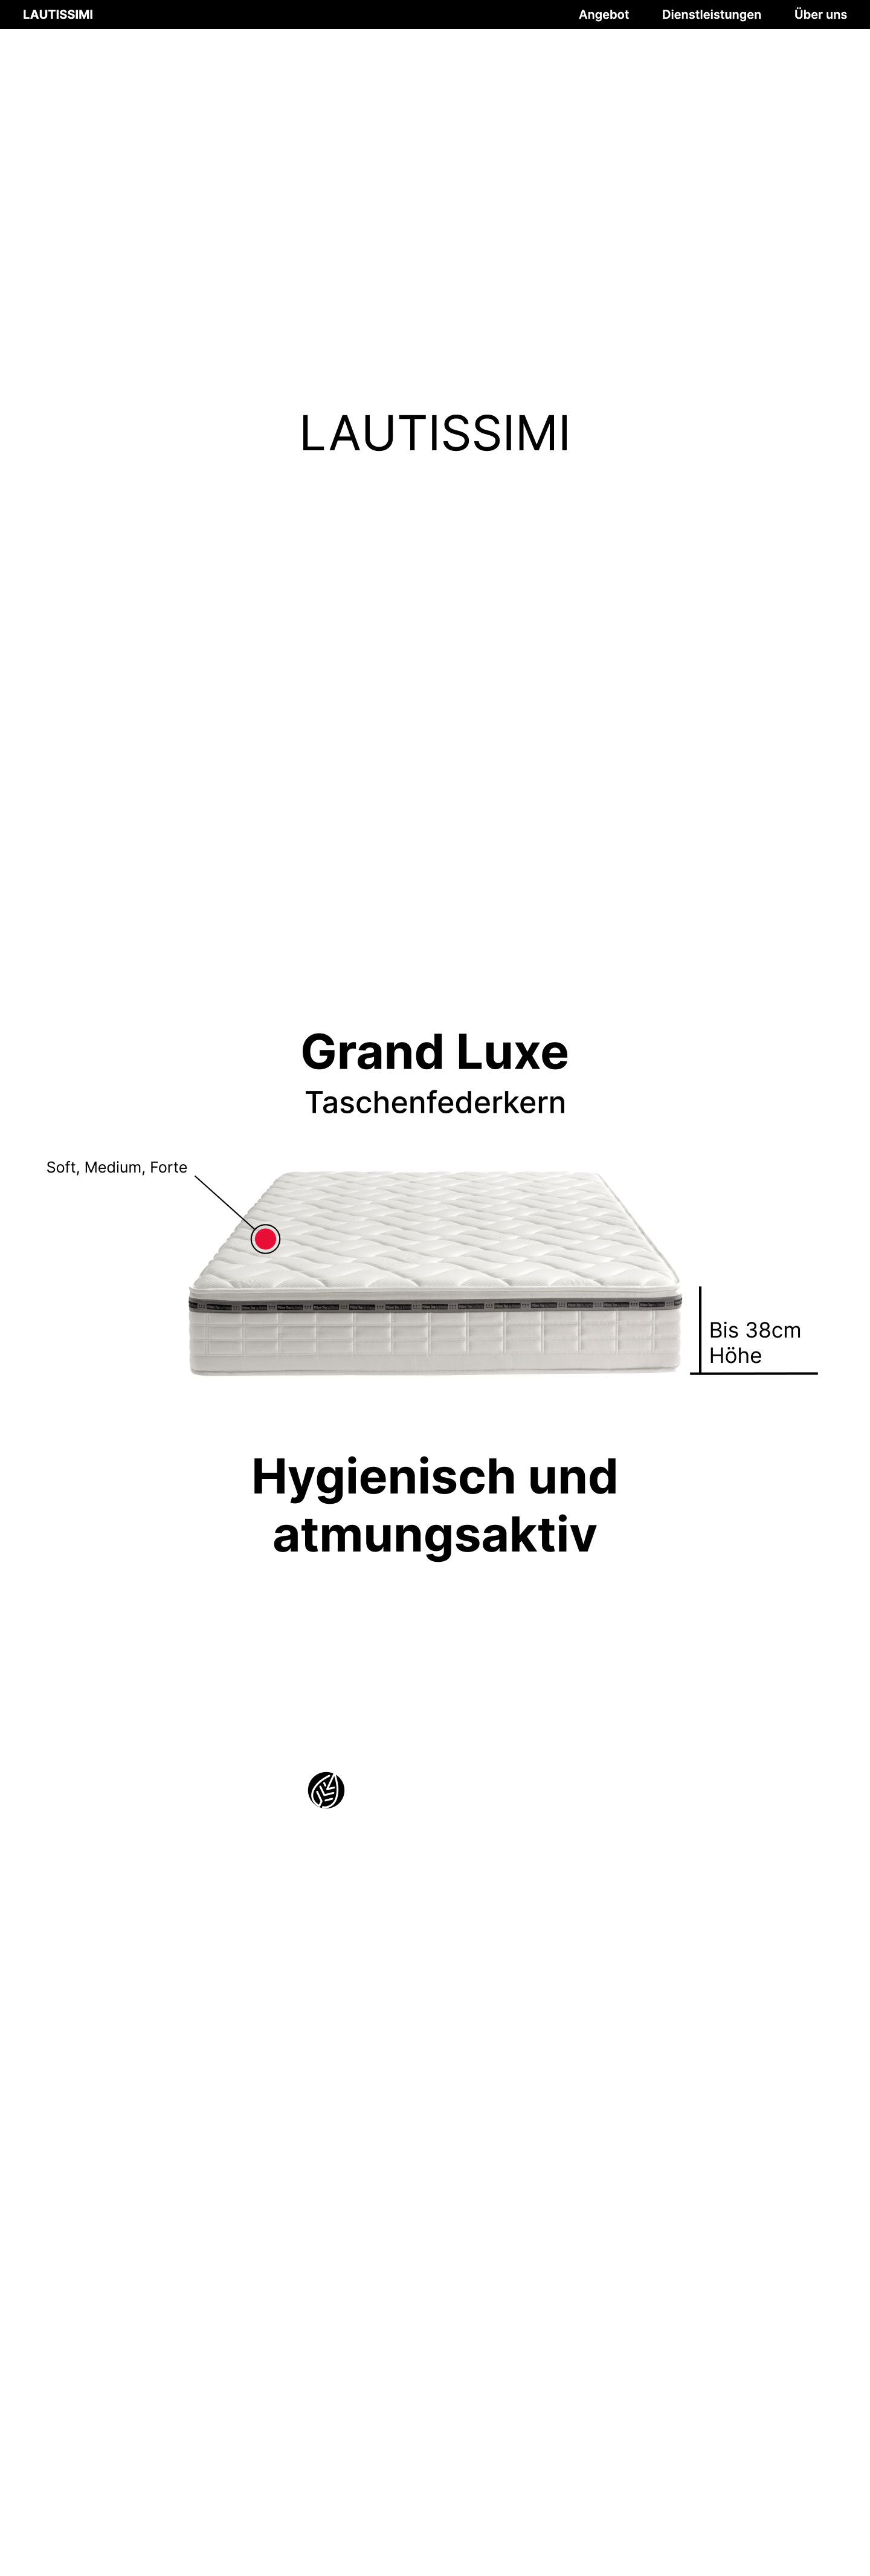 LAUTISSIMI
Angebot
Dienstleistungen
Über uns
LAUTISSIMI
Grand Luxe
Taschenfederkern
Soft, Medium, Forte
Bis 38cm
Höhe
Hygienisch und
atmungsaktiv